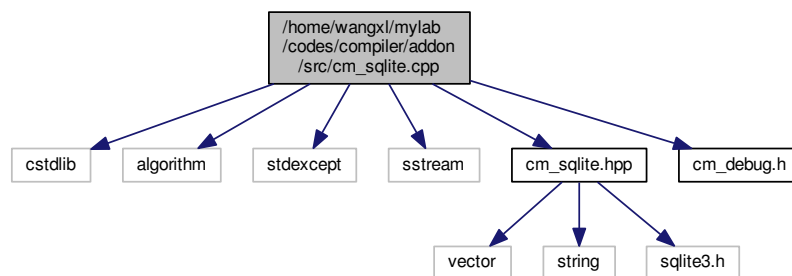 /home/wangxl/mylab
/codes/compiler/addon
/src/cm_sqlite.cpp
cstdlib
algorithm
stdexcept
sstream
cm_sqlite.hpp
cm_debug.h
vector
string
sqlite3.h